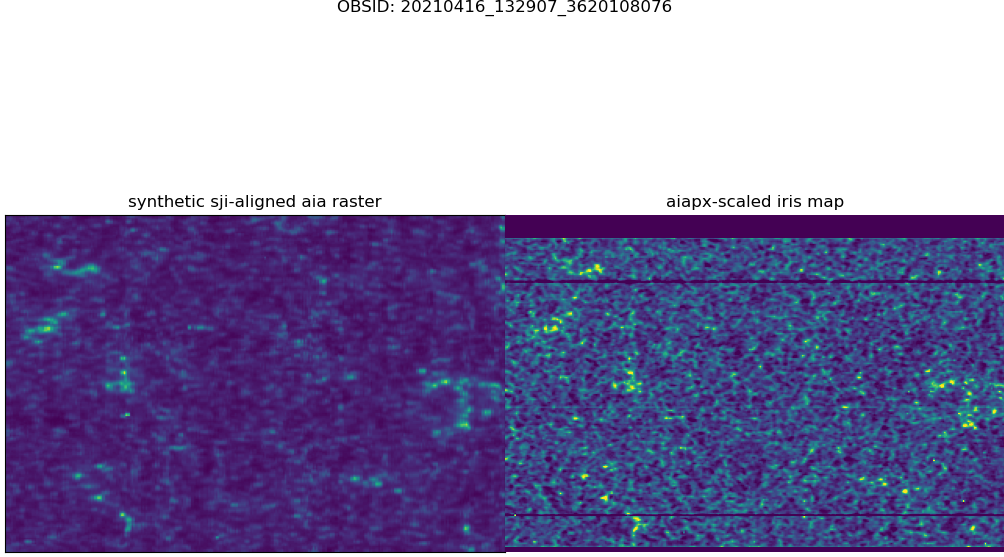 OBSID: 20210416_132907_3620108076
synthetic sji-aligned aia raster
aiapx-scaled iris map